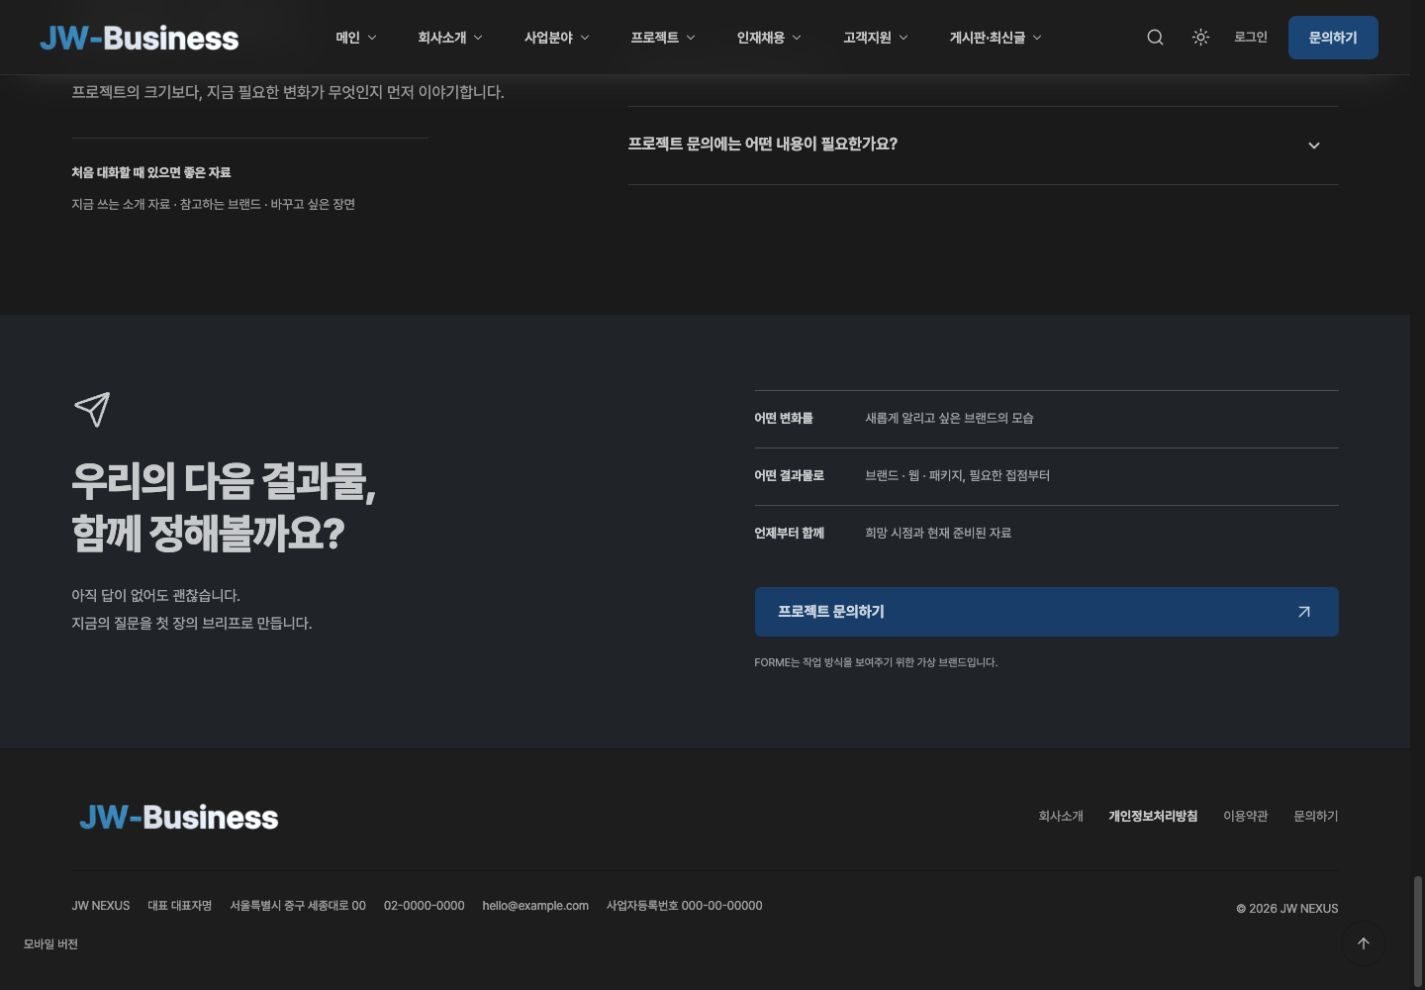 JW-Business
메인
회사소개
사업분야
프로젝트
인재채용
고객지원
게시판·최신글
로그인
문의하기
프로젝트의 크기보다, 지금 필요한 변화가 무엇인지 먼저 이야기합니다.
처음 대화할 때 있으면 좋은 자료
지금 쓰는 소개 자료 · 참고하는 브랜드 · 바꾸고 싶은 장면
프로젝트 문의에는 어떤 내용이 필요한가요?
우리의 다음 결과물,
함께 정해볼까요?
아직 답이 없어도 괜찮습니다.
지금의 질문을 첫 장의 브리프로 만듭니다.
어떤 변화를 새롭게 알리고 싶은 브랜드의 모습
어떤 결과물로 브랜드 · 웹 · 패키지, 필요한 접점부터
언제부터 함께 희망 시점과 현재 준비된 자료
프로젝트 문의하기
FORME는 작업 방식을 보여주기 위한 가상 브랜드입니다.
JW-Business
회사소개 개인정보처리방침 이용약관 문의하기
JW NEXUS 대표 대표자명 서울특별시 중구 세종대로 00 02-0000-0000 hello@example.com 사업자등록번호 000-00-00000
© 2026 JW NEXUS
모바일 버전